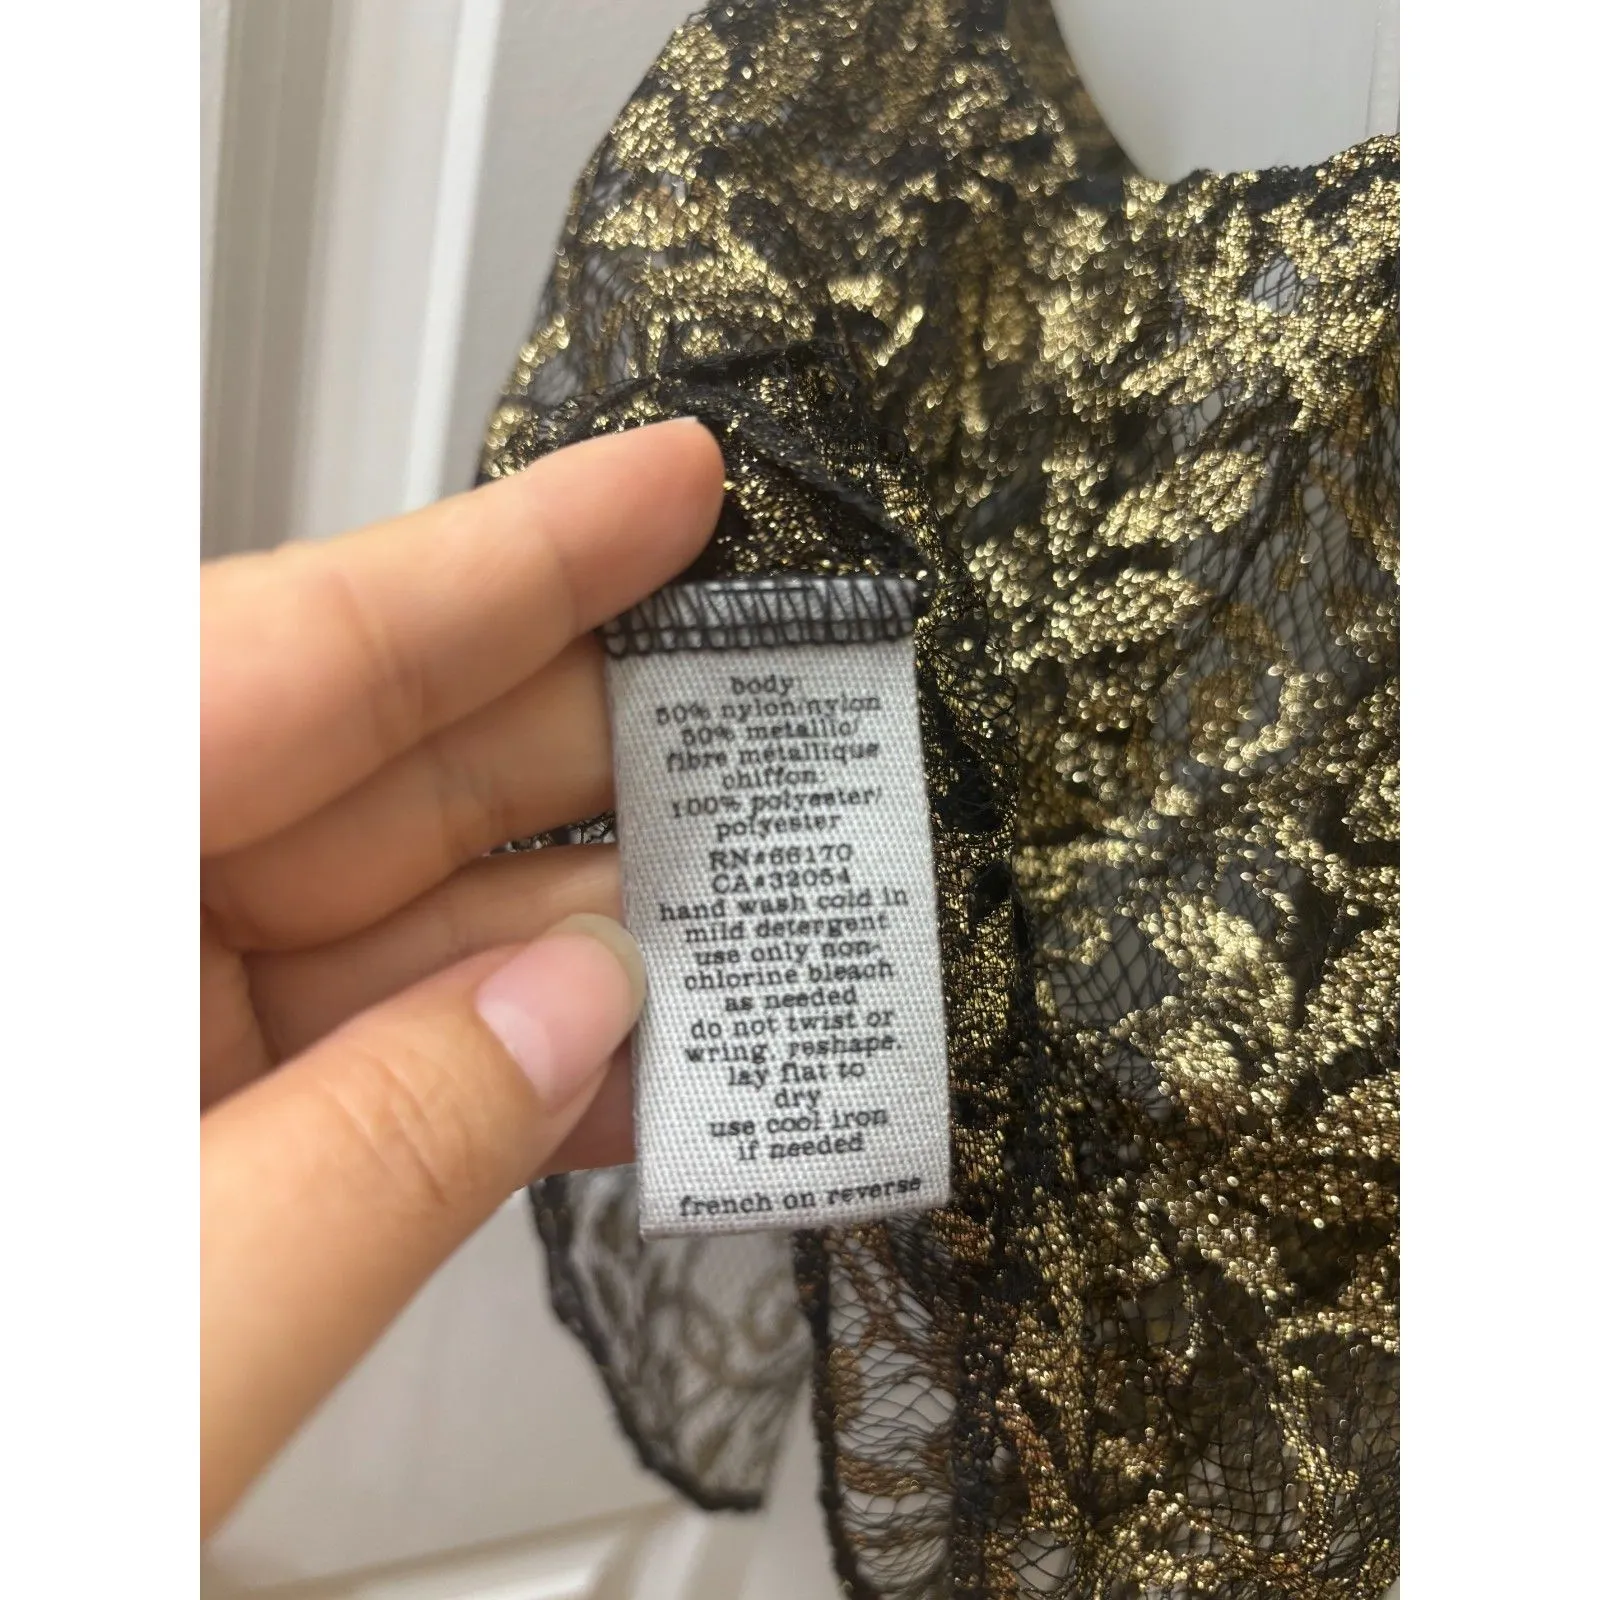 body:
50% nylon/nylon
50% metallic/
fibre métallique
chiffon:
100% polyester/
polyester
RN#66170
CA#32054
hand wash cold in
mild detergent
use only non-
chlorine bleach
as needed
do not twist or
wring, reshape,
lay flat to
dry
use cool iron
if needed
french on reverse